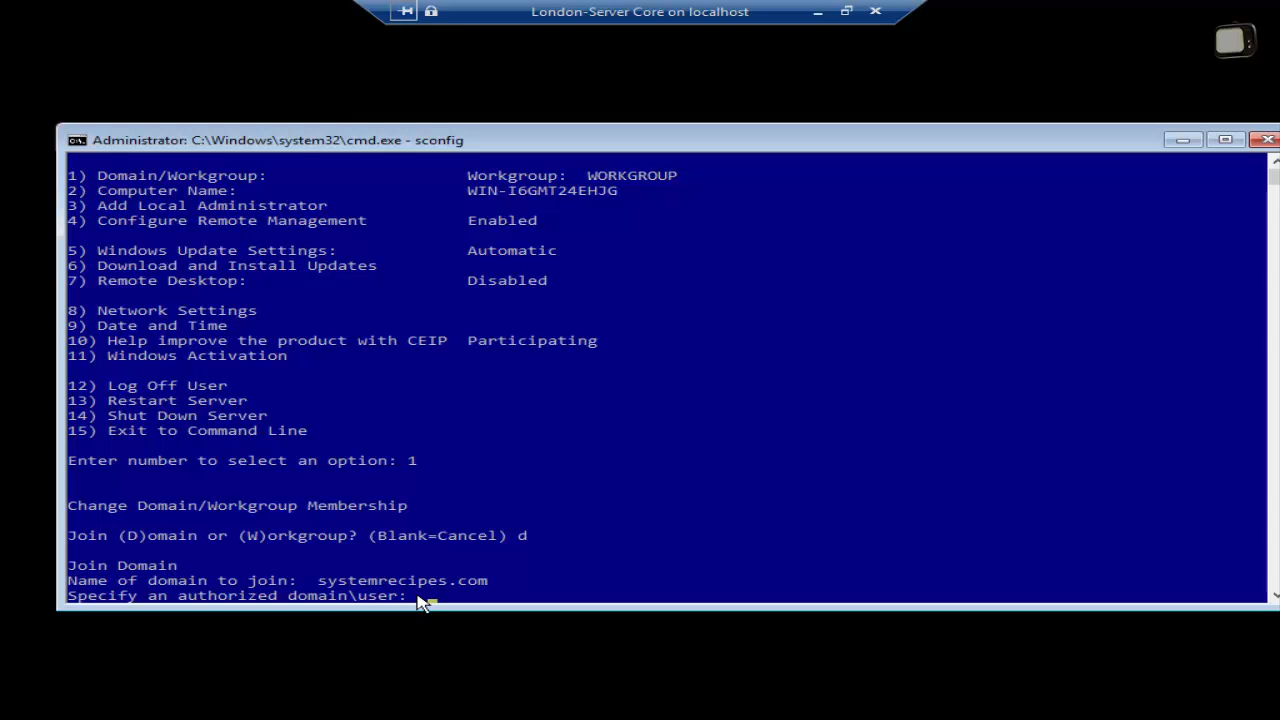 London-Server Core on localhost
Administrator: C:\Windows\system32\cmd.exe - sconfig
1) Domain/Workgroup: Workgroup: WORKGROUP
2) Computer Name: WIN-I6GMT24EHJG
3) Add Local Administrator
4) Configure Remote Management Enabled
5) Windows Update Settings: Automatic
6) Download and Install Updates
7) Remote Desktop: Disabled
8) Network Settings
9) Date and Time
10) Help improve the product with CEIP Participating
11) Windows Activation
12) Log Off User
13) Restart Server
14) Shut Down Server
15) Exit to Command Line
Enter number to select an option: 1
Change Domain/Workgroup Membership
Join (D)omain or (W)orkgroup? (Blank=Cancel) d
Join Domain
Name of domain to join: systemrecipes.com
Specify an authorized domain\user: